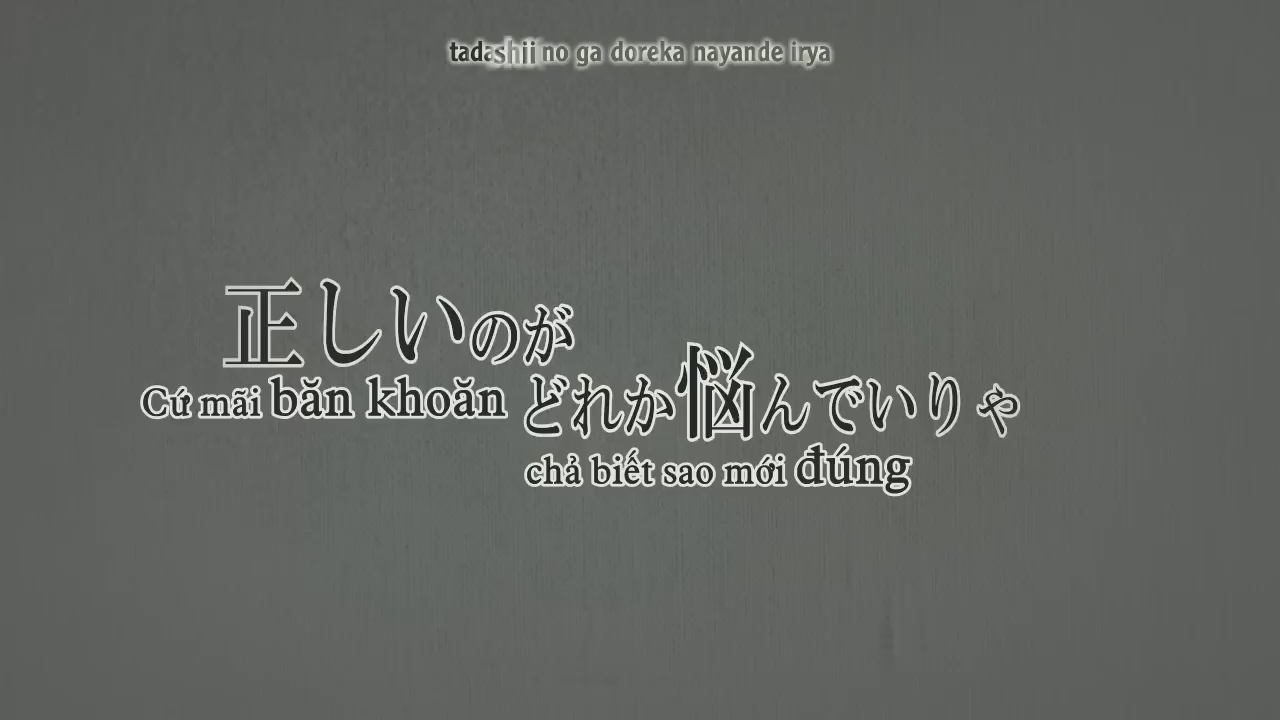 tadashii no ga doreka nayande irya
正しいのが
Cứ mãi băn khoăn
どれか悩んでいりゃ
chả biết sao mới đúng